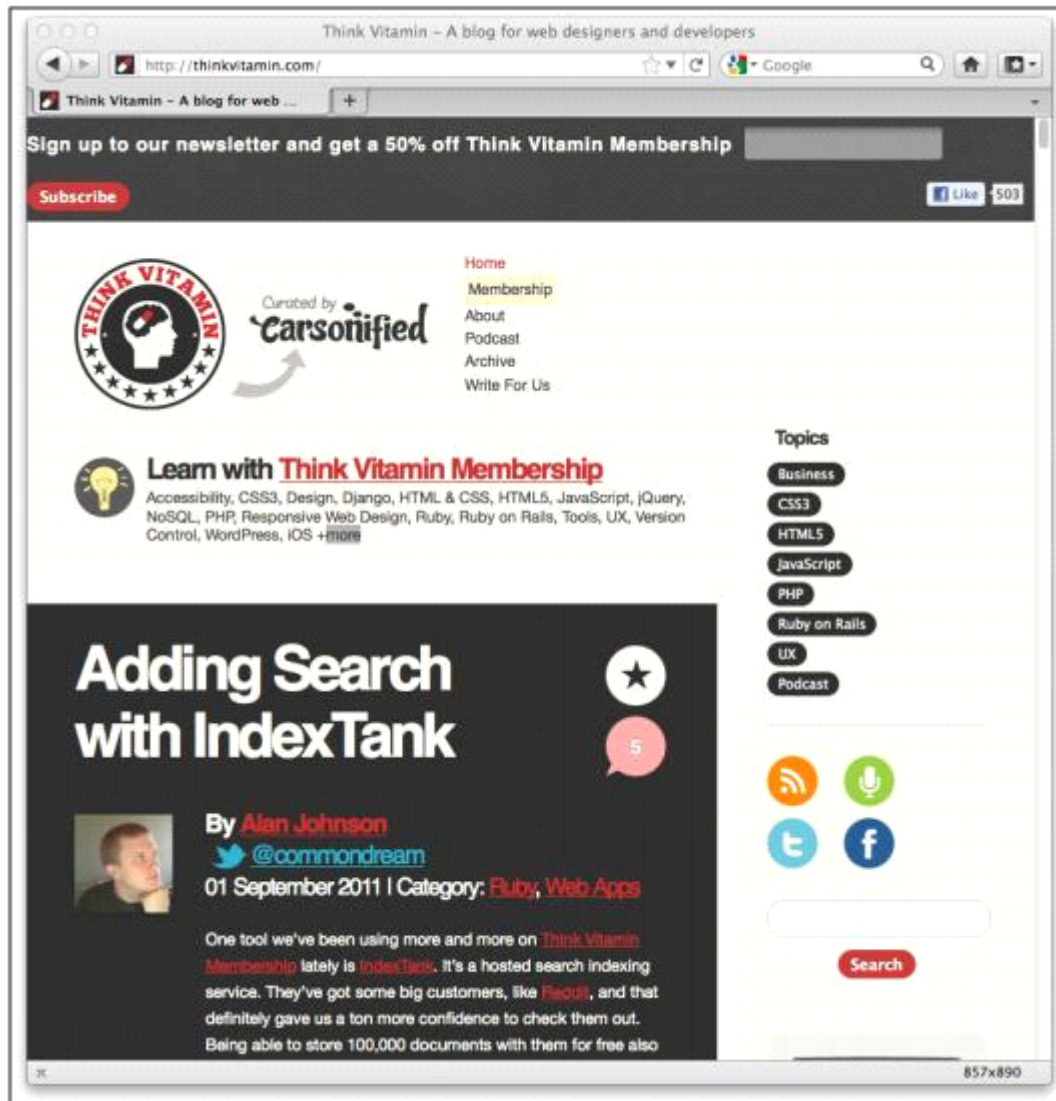 Think Vitamin – A blog for web designers and developers
http://thinkvitamin.com/
Google
Think Vitamin – A blog for web ...
+
Sign up to our newsletter and get a 50% off Think Vitamin Membership
Subscribe
Like 503
THINK VITAMIN
Curated by
Carsonified
Home
Membership
About
Podcast
Archive
Write For Us
Learn with Think Vitamin Membership
Accessibility, CSS3, Design, Django, HTML & CSS, HTML5, JavaScript, jQuery,
NoSQL, PHP, Responsive Web Design, Ruby, Ruby on Rails, Tools, UX, Version
Control, WordPress, iOS +more
Topics
Business
CSS3
HTML5
JavaScript
PHP
Ruby on Rails
UX
Podcast
Adding Search
with IndexTank
5
By Alan Johnson
@commondream
01 September 2011 | Category: Ruby, Web Apps
One tool we've been using more and more on Think Vitamin
Membership lately is IndexTank. It's a hosted search indexing
service. They've got some big customers, like Reddit, and that
definitely gave us a ton more confidence to check them out.
Being able to store 100,000 documents with them for free also
Search
857x890